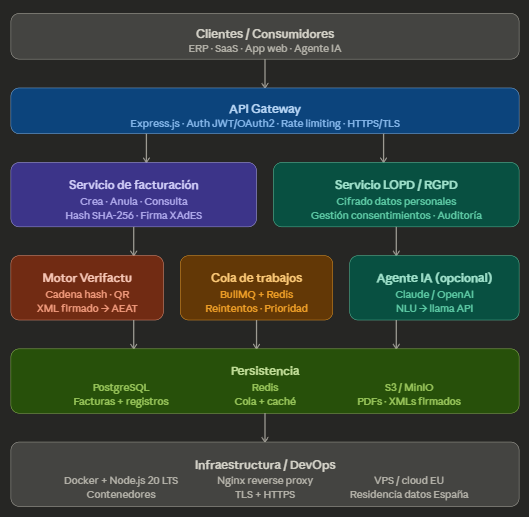 Clientes / Consumidores
ERP · SaaS · App web · Agente IA
API Gateway
Express.js · Auth JWT/OAuth2 · Rate limiting · HTTPS/TLS
Servicio de facturación
Crea · Anula · Consulta
Hash SHA-256 · Firma XAdES
Servicio LOPD / RGPD
Cifrado datos personales
Gestión consentimientos · Auditoría
Motor Verifactu
Cadena hash · QR
XML firmado → AEAT
Cola de trabajos
BullMQ + Redis
Reintentos · Prioridad
Agente IA (opcional)
Claude / OpenAI
NLU → llama API
Persistencia
PostgreSQL
Facturas + registros
Redis
Cola + caché
S3 / MinIO
PDFs · XMLs firmados
Infraestructura / DevOps
Docker + Node.js 20 LTS
Contenedores
Nginx reverse proxy
TLS + HTTPS
VPS / cloud EU
Residencia datos España